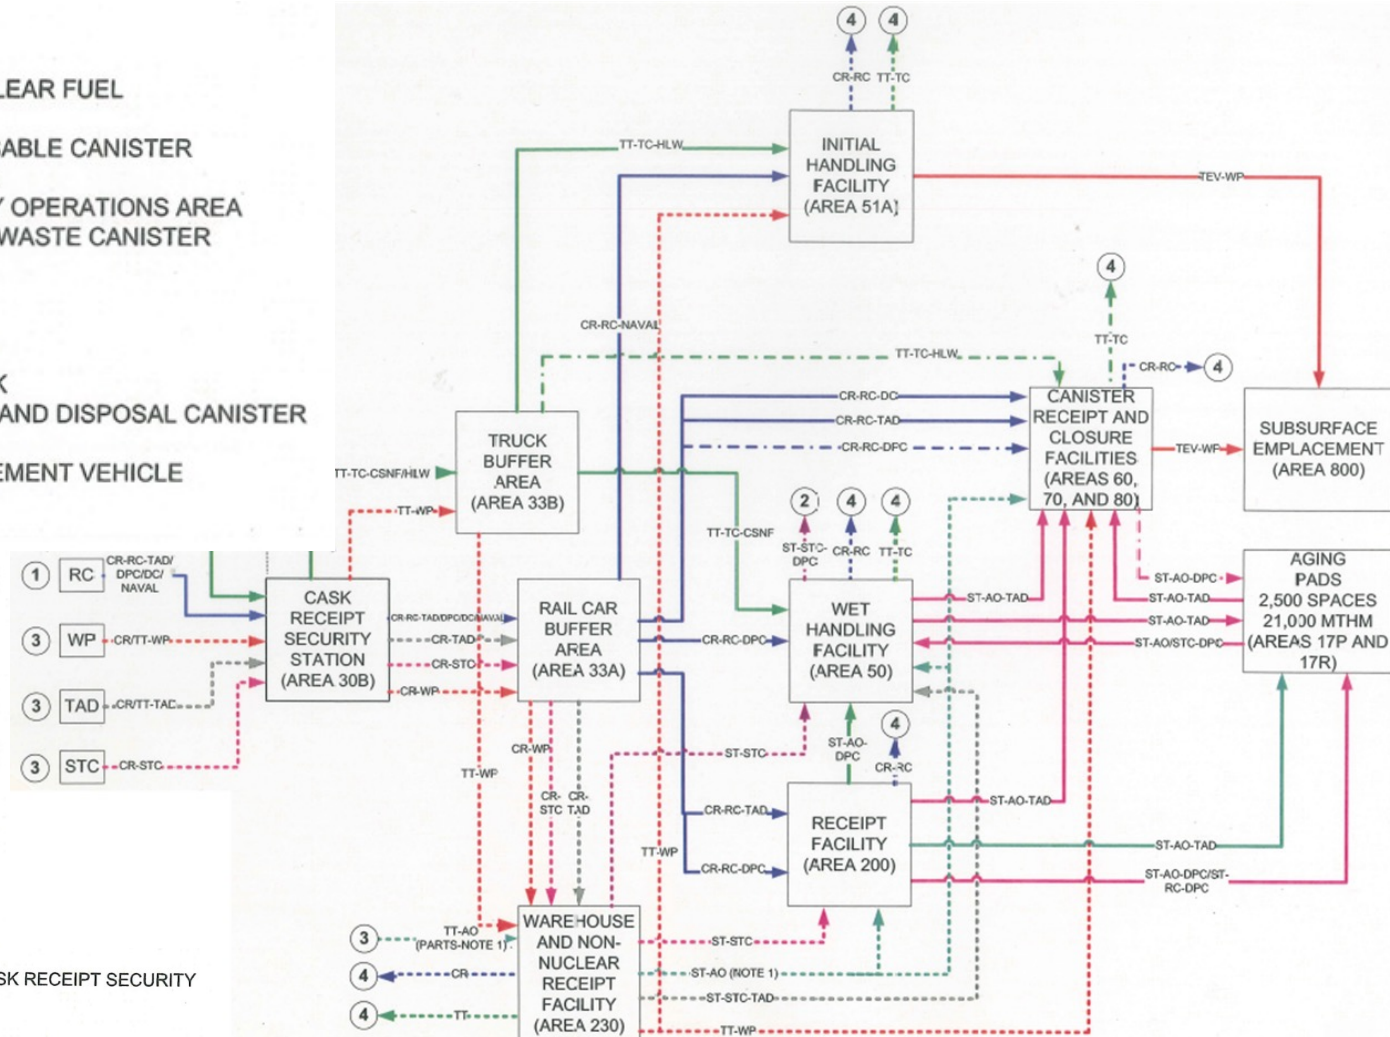 LEAR FUEL
ABLE CANISTER
Y OPERATIONS AREA
WASTE CANISTER
K
AND DISPOSAL CANISTER
EMENT VEHICLE
4
4
CR-RC
TT-TC
INITIAL
HANDLING
FACILITY
(AREA 51A)
TT-TC-HLW
TEV-WP
CR-RC-NAVAL
4
TT-TC
TT-TC-HLW
CR-RC
4
CR-RC-DC
CR-RC-TAD
CR-RC-DPC
CANISTER
RECEIPT AND
CLOSURE
FACILITIES
(AREAS 60,
70, AND 80)
TEV-WP
SUBSURFACE
EMPLACEMENT
(AREA 800)
TRUCK
BUFFER
AREA
(AREA 33B)
TT-TC-CSNF/HLW
TT-WP
TT-TC-CSNF
2
4
4
ST-STC-
DPC
CR-RC
TT-TC
1
RC
CR-RC-TAD/
DPC/DC/
NAVAL
3
WP
CR/TT-WP
3
TAD
CR/TT-TAD
3
STC
CR-STC
CASK
RECEIPT
SECURITY
STATION
(AREA 30B)
CR-RC-TAD/DPC/DC/NAVAL
CR-TAD
CR-STC
CR-WP
RAIL CAR
BUFFER
AREA
(AREA 33A)
CR-RC-DPC
WET
HANDLING
FACILITY
(AREA 50)
ST-AO-TAD
ST-AO-DPC
ST-AO-TAD
ST-AO-TAD
ST-AO/STC-DPC
AGING
PADS
2,500 SPACES
21,000 MTHM
(AREAS 17P AND
17R)
TT-WP
CR-WP
CR-
STC
CR-
TAD
ST-STC
ST-AO-
DPC
4
CR-RC
CR-RC-TAD
TT-WP
CR-RC-DPC
RECEIPT
FACILITY
(AREA 200)
ST-AO-TAD
ST-AO-TAD
ST-AO-DPC/ST-
RC-DPC
3
TT-AO
(PARTS-NOTE 1)
4
CR
4
TT
WAREHOUSE
AND NON-
NUCLEAR
RECEIPT
FACILITY
(AREA 230)
ST-STC
ST-AO (NOTE 1)
ST-STC-TAD
TT-WP
SK RECEIPT SECURITY